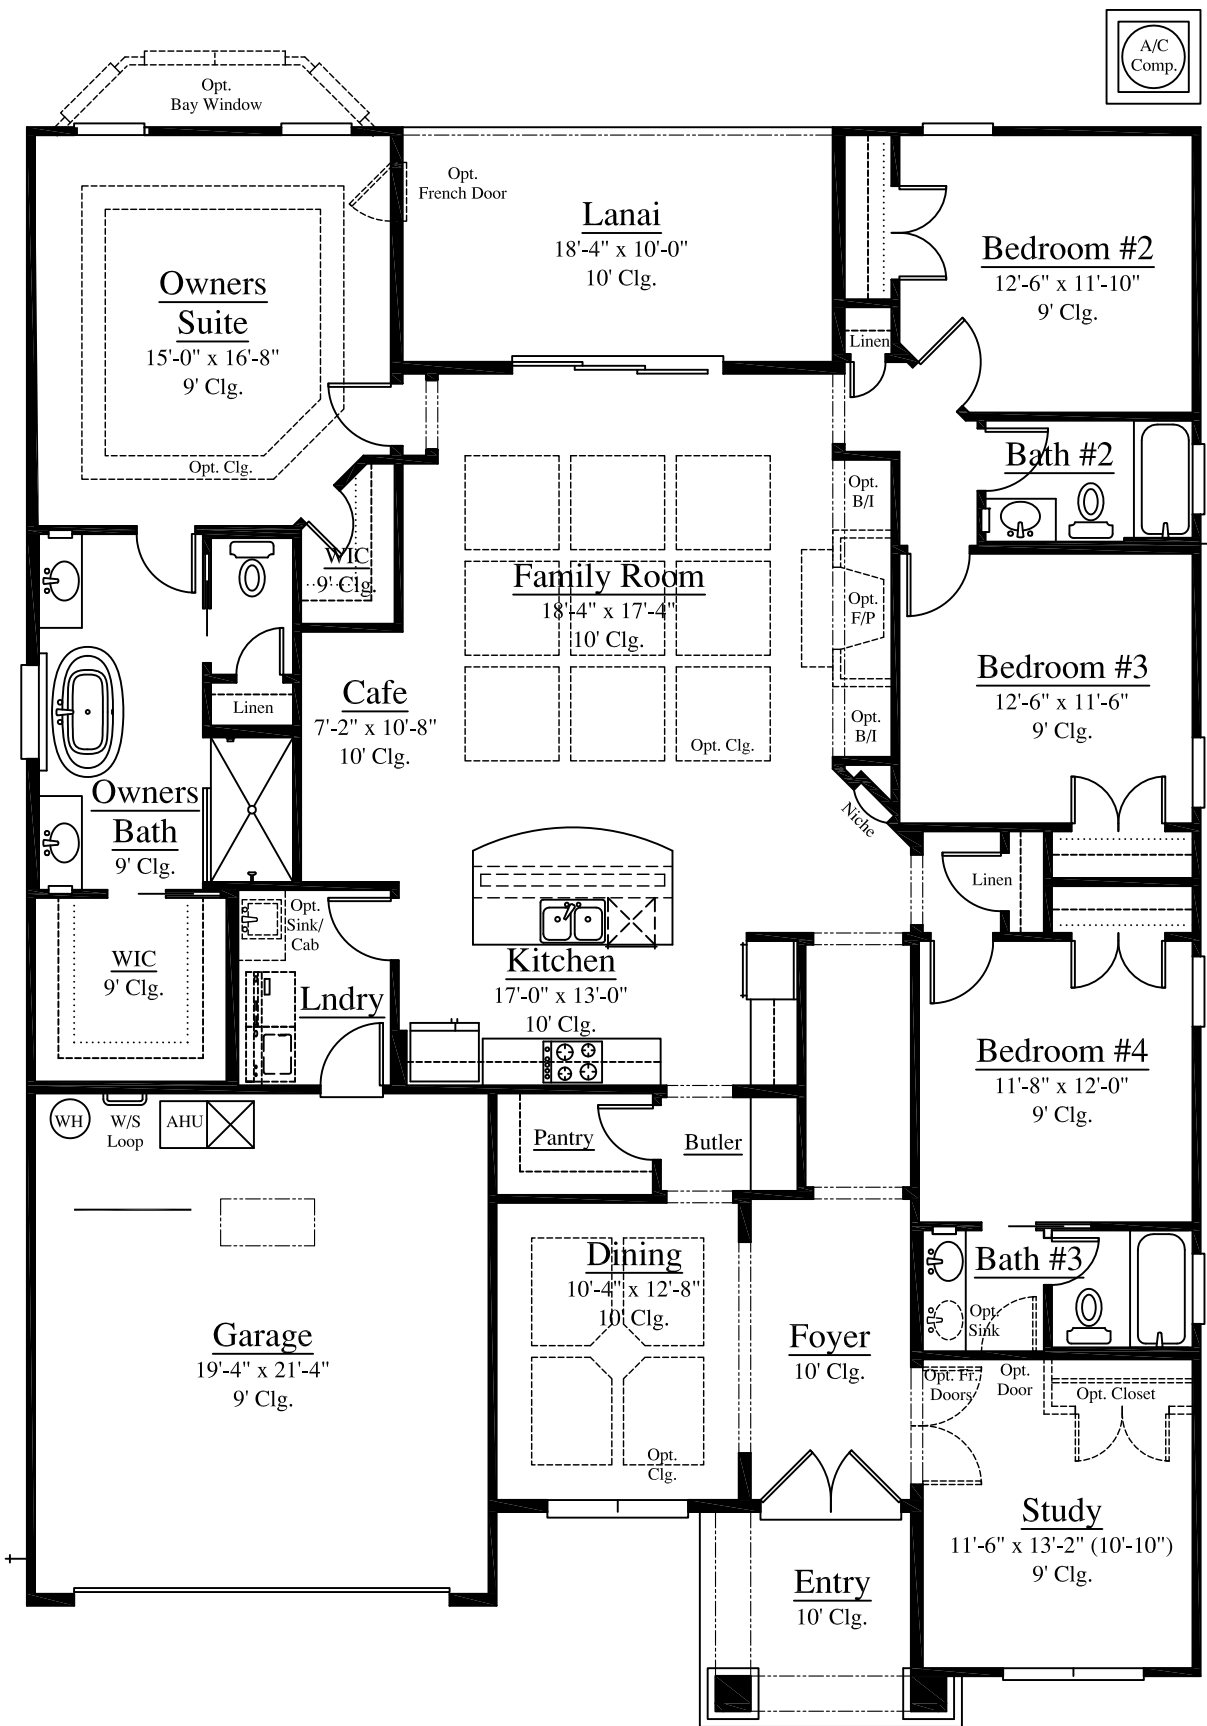 A/C
Comp.
Opt.
Bay Window
Opt.
French Door
Lanai
18'-4" x 10'-0"
10' Clg.
Bedroom #2
12'-6" x 11'-10"
9' Clg.
Owners
Suite
15'-0" x 16'-8"
9' Clg.
Opt. Clg.
Linen
Bath #2
Opt.
B/I
WIC
9' Clg.
Family Room
18'-4" x 17'-4"
10' Clg.
Opt.
F/P
Bedroom #3
12'-6" x 11'-6"
9' Clg.
Linen
Cafe
7'-2" x 10'-8"
10' Clg.
Opt. Clg.
Opt.
B/I
Niche
Owners
Bath
9' Clg.
Linen
Opt.
Sink/
Cab
WIC
9' Clg.
Lndry
Kitchen
17'-0" x 13'-0"
10' Clg.
Bedroom #4
11'-8" x 12'-0"
9' Clg.
WH
W/S
Loop
AHU
Pantry
Butler
Dining
10'-4" x 12'-8"
10' Clg.
Opt.
Clg.
Bath #3
Opt.
Sink
Garage
19'-4" x 21'-4"
9' Clg.
Foyer
10' Clg.
Opt. Fr.
Doors
Opt.
Door
Opt. Closet
Study
11'-6" x 13'-2" (10'-10")
9' Clg.
Entry
10' Clg.